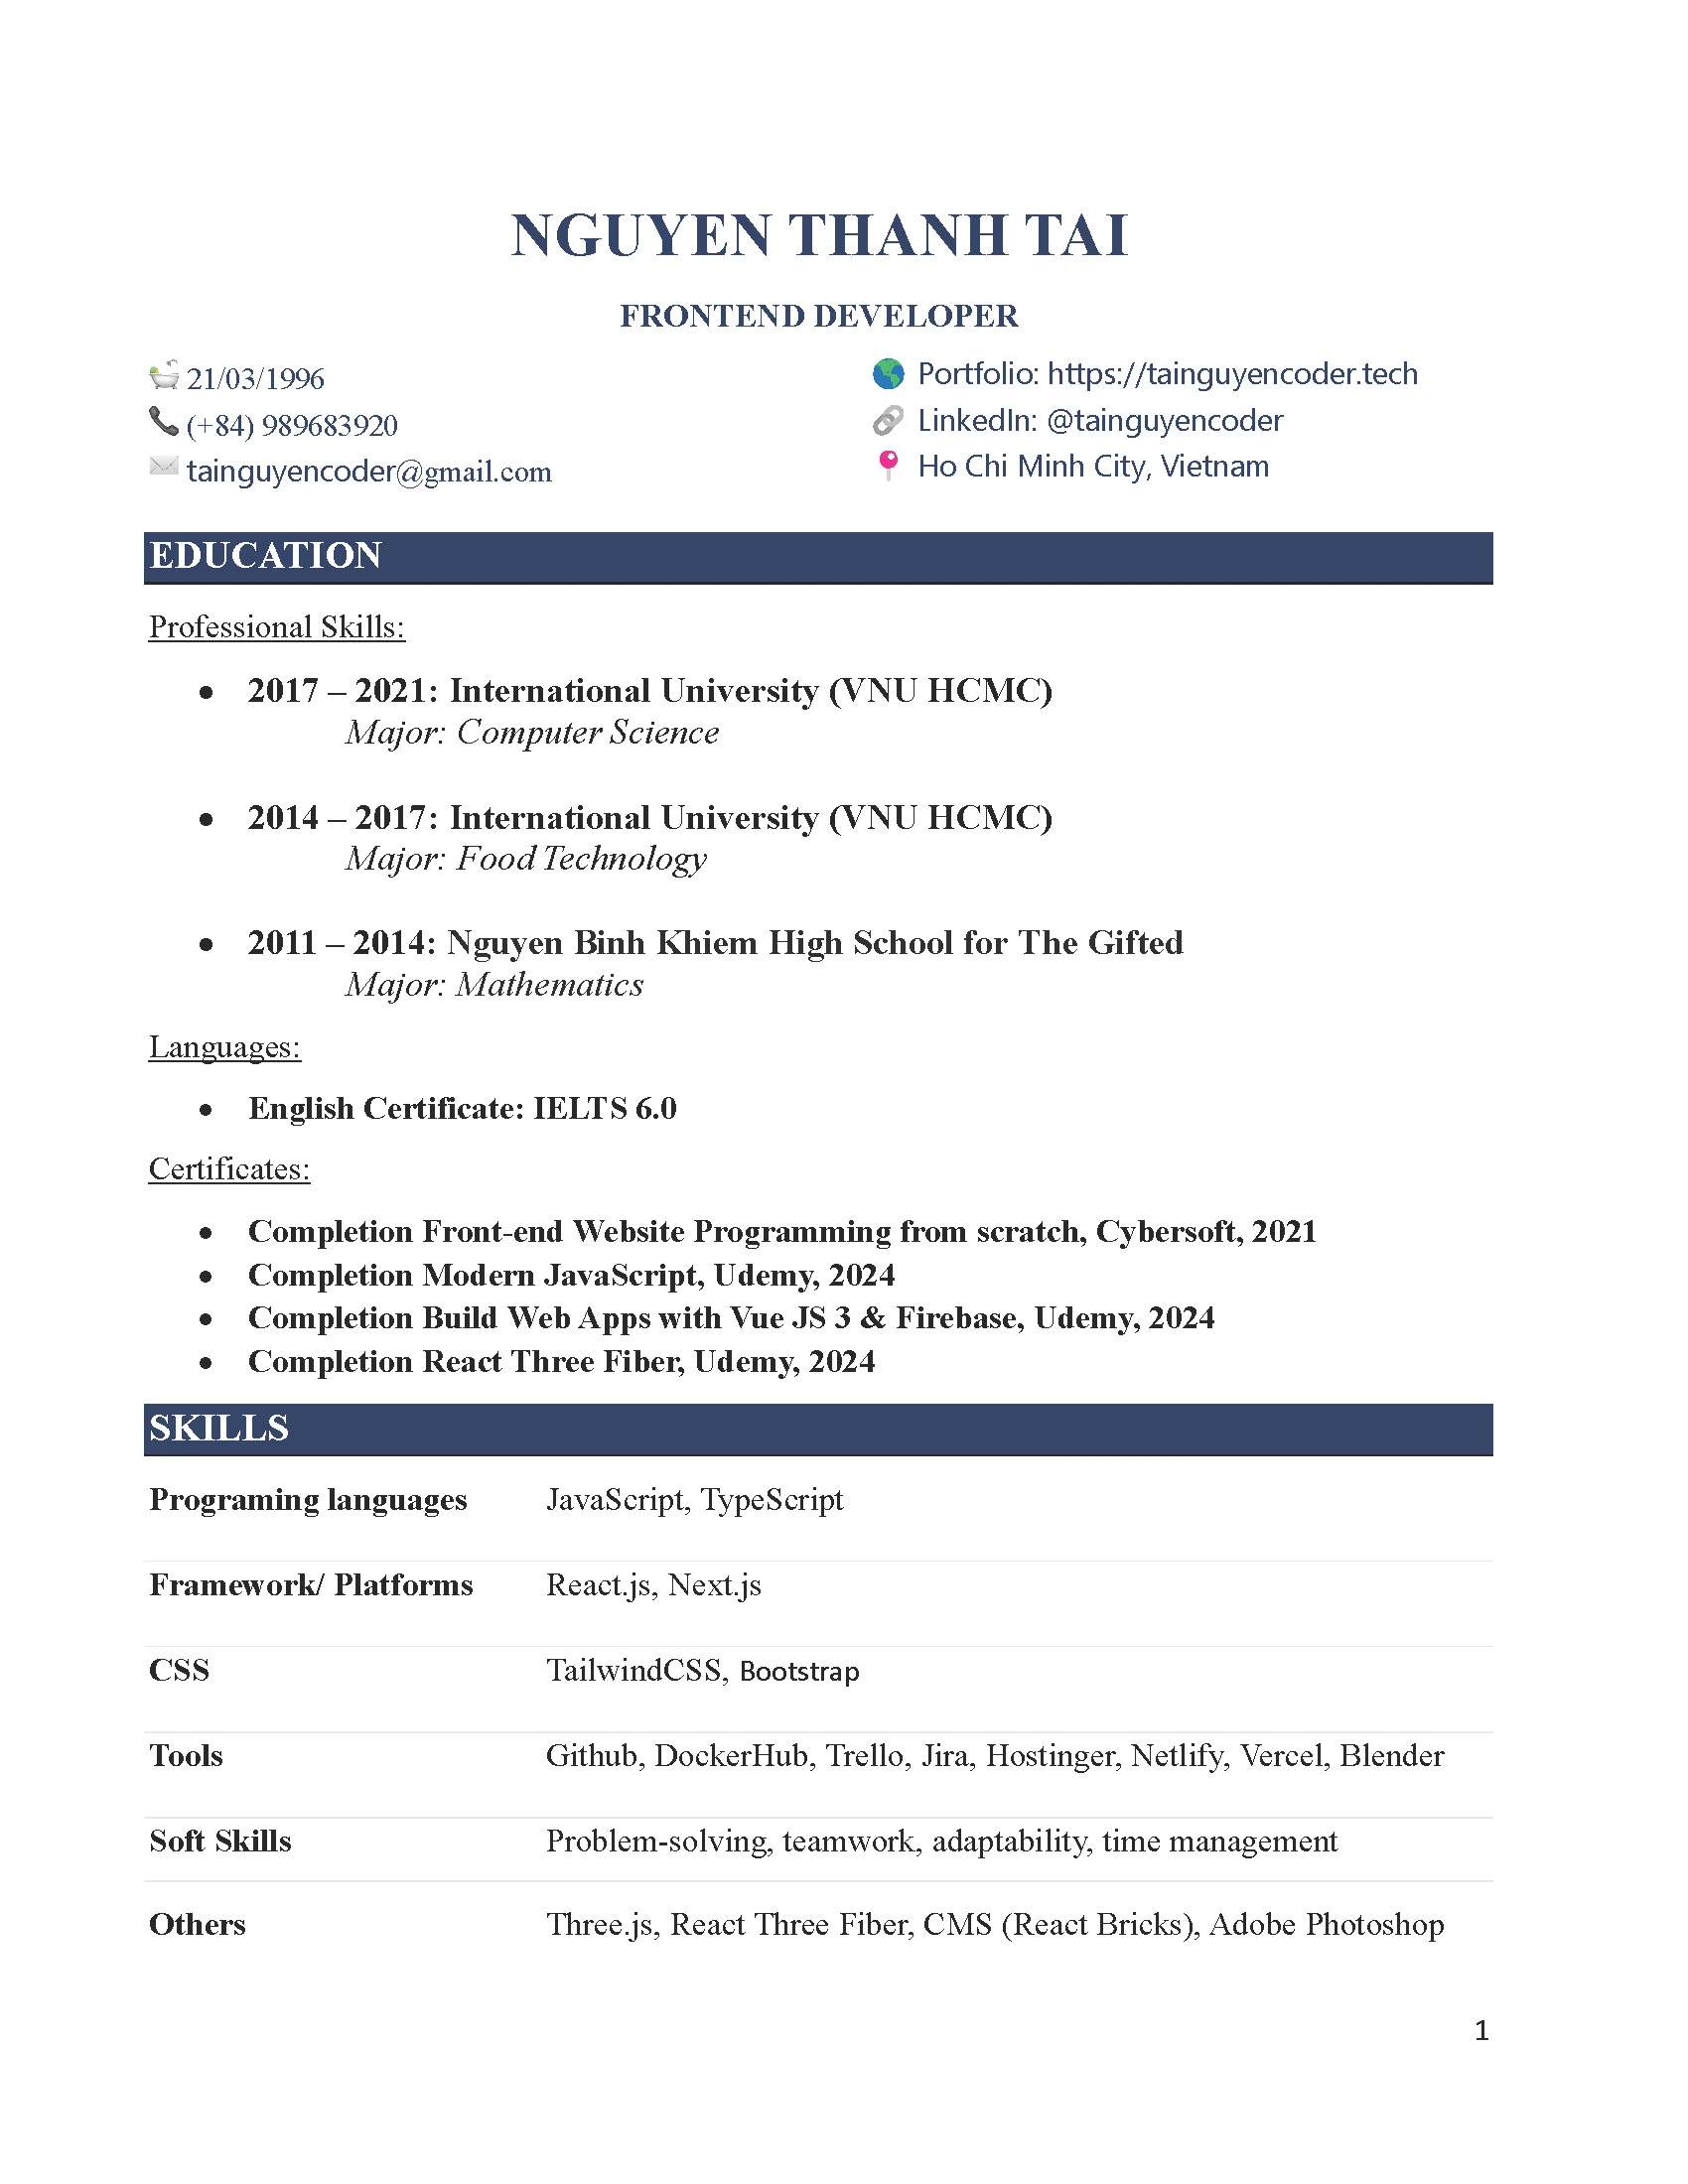 NGUYEN THANH TAI
FRONTEND DEVELOPER
21/03/1996
(+84) 989683920
tainguyencoder@gmail.com
Portfolio: https://tainguyencoder.tech
LinkedIn: @tainguyencoder
Ho Chi Minh City, Vietnam
EDUCATION
Professional Skills:
• 2017 – 2021: International University (VNU HCMC)
Major: Computer Science
• 2014 – 2017: International University (VNU HCMC)
Major: Food Technology
• 2011 – 2014: Nguyen Binh Khiem High School for The Gifted
Major: Mathematics
Languages:
• English Certificate: IELTS 6.0
Certificates:
• Completion Front-end Website Programming from scratch, Cybersoft, 2021
• Completion Modern JavaScript, Udemy, 2024
• Completion Build Web Apps with Vue JS 3 & Firebase, Udemy, 2024
• Completion React Three Fiber, Udemy, 2024
SKILLS
Programing languages JavaScript, TypeScript
Framework/ Platforms React.js, Next.js
CSS TailwindCSS, Bootstrap
Tools Github, DockerHub, Trello, Jira, Hostinger, Netlify, Vercel, Blender
Soft Skills Problem-solving, teamwork, adaptability, time management
Others Three.js, React Three Fiber, CMS (React Bricks), Adobe Photoshop
1